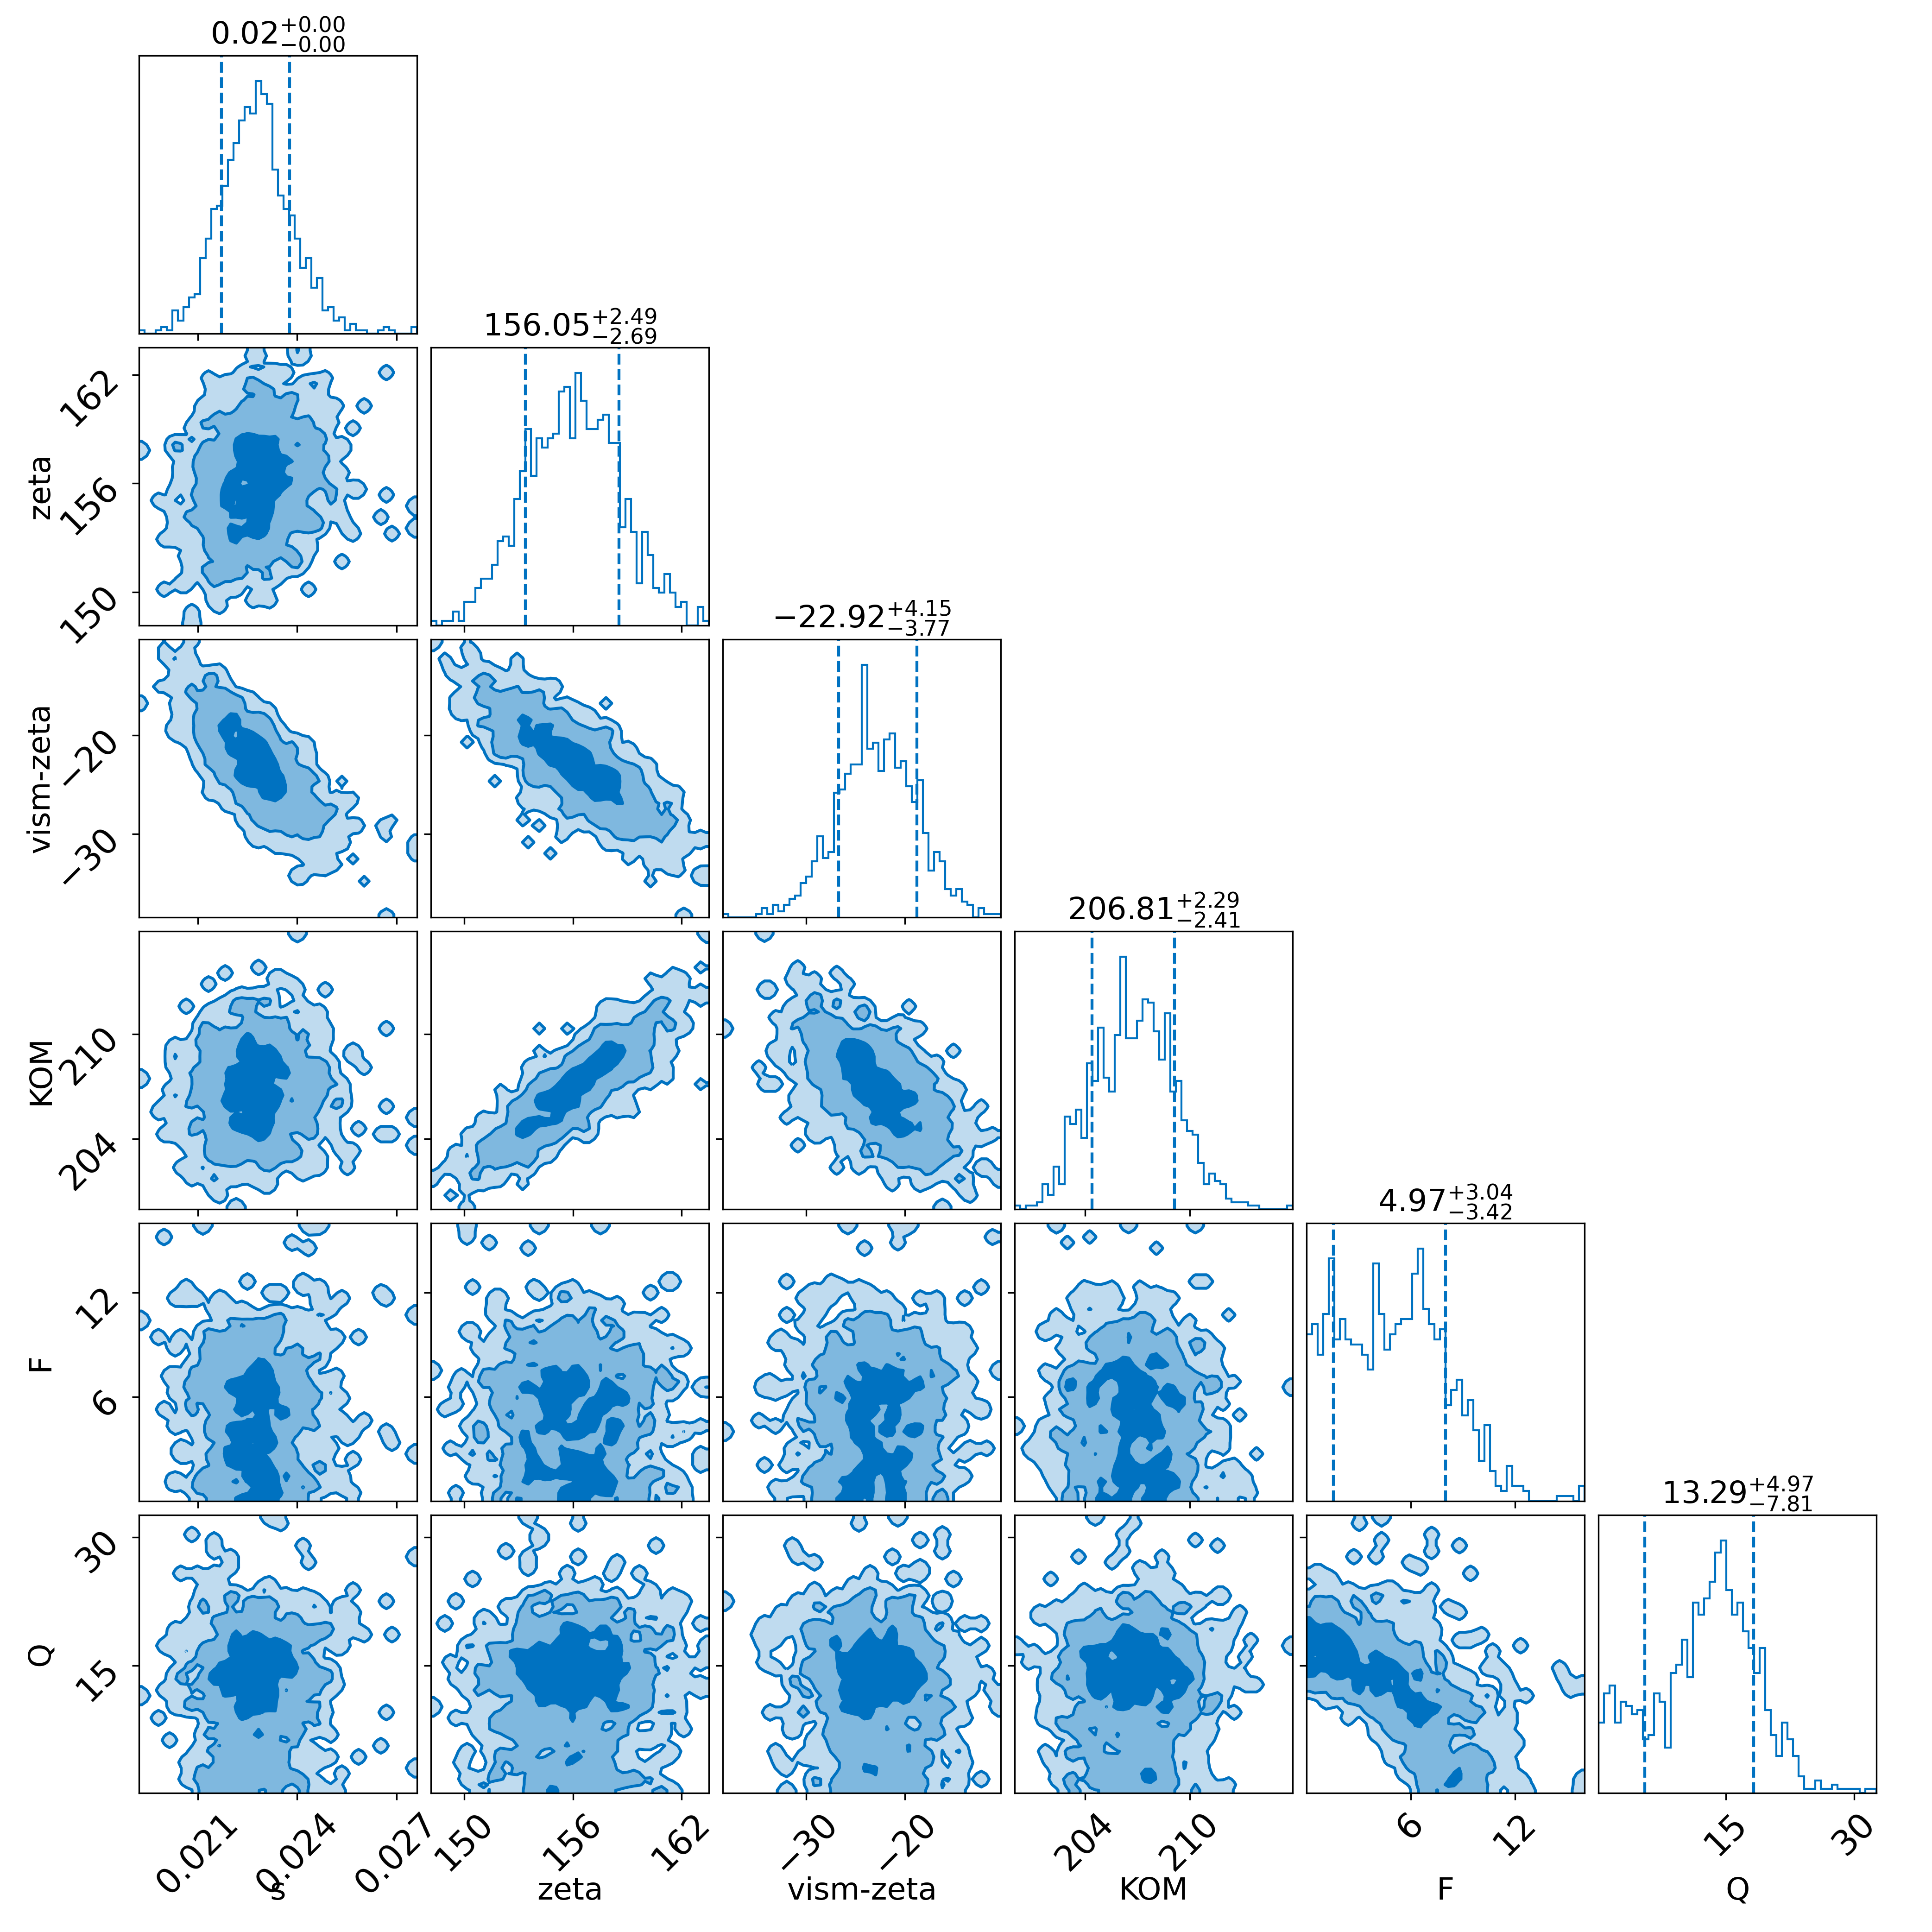 0.02+0.00−0.00
156.05+2.49−2.69
162
156
150
zeta
−22.92+4.15−3.77
−20
−30
vism-zeta
206.81+2.29−2.41
210
204
KOM
4.97+3.04−3.42
12
6
F
13.29+4.97−7.81
30
15
Q
0.021
0.024
0.027
150
156
162
−30
−20
204
210
6
12
15
30
s
zeta
vism-zeta
KOM
F
Q